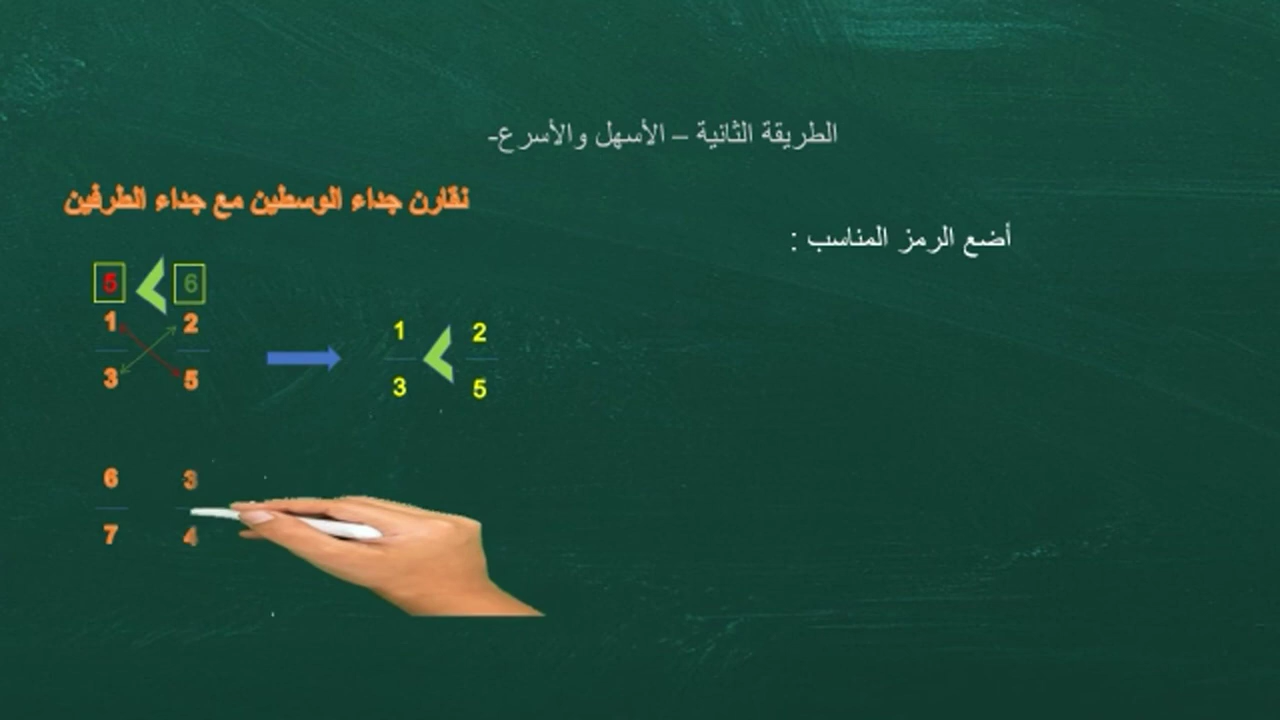 الطريقة الثانية – الأسهل والأسرع-
نقارن جداء الوسطين مع جداء الطرفين
أضع الرمز المناسب :
5 < 6
1 2
3 5
1 < 2
3 5
6 3
7 4